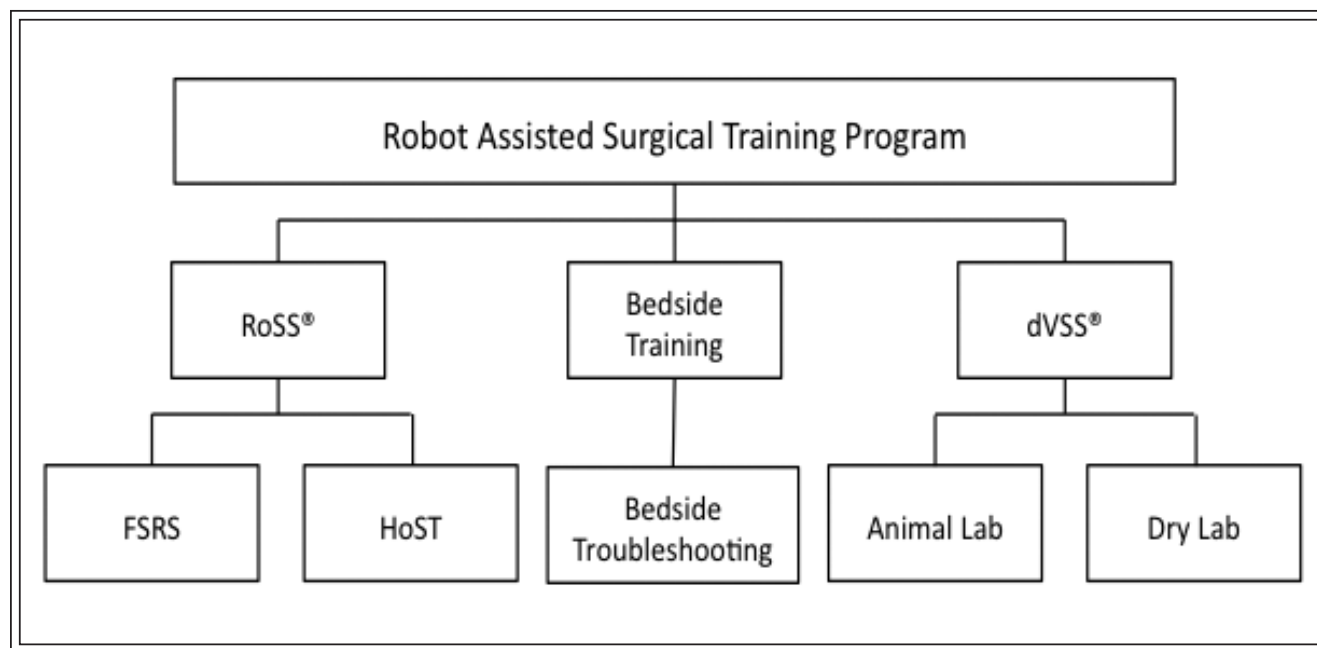 Robot Assisted Surgical Training Program
RoSS®
Bedside
Training
dVSS®
FSRS
HoST
Bedside
Troubleshooting
Animal Lab
Dry Lab